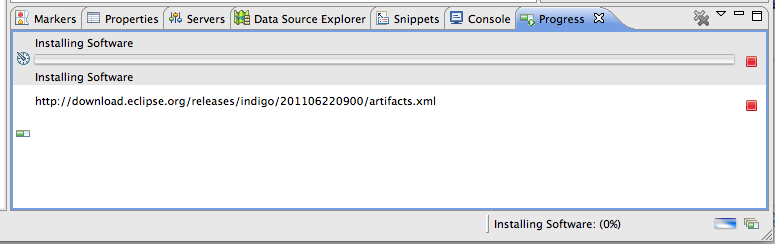 Markers Properties Servers Data Source Explorer Snippets Console Progress
Installing Software
Installing Software
http://download.eclipse.org/releases/indigo/201106220900/artifacts.xml
Installing Software: (0%)